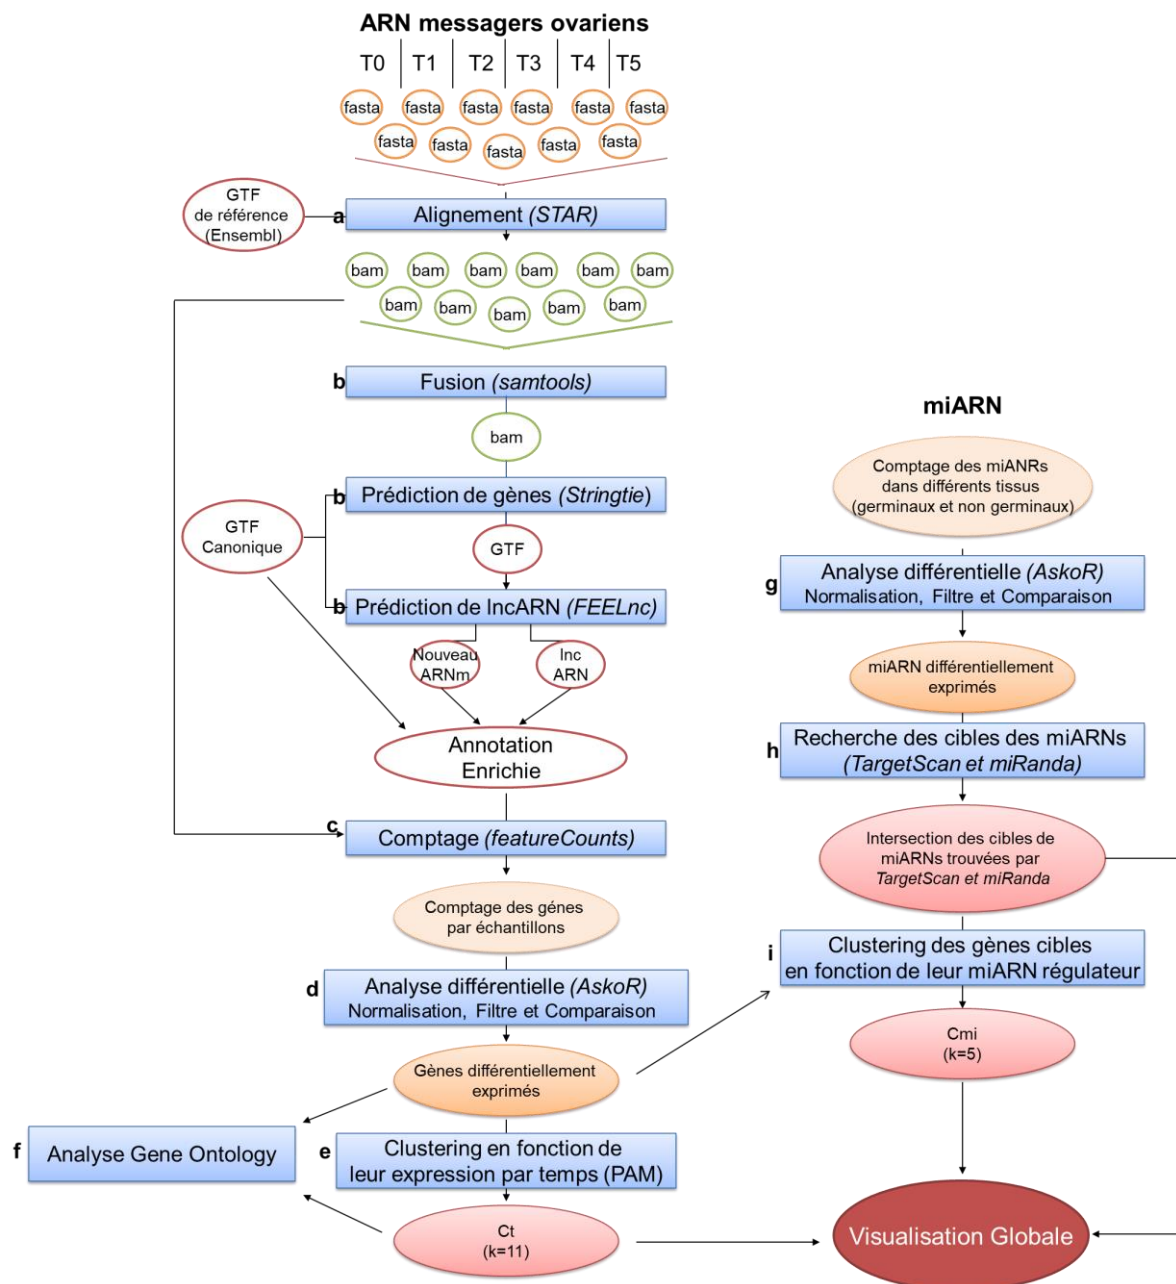 ARN messagers ovariens
T0 T1 T2 T3 T4 T5
fasta fasta fasta fasta fasta fasta
fasta fasta fasta fasta fasta
GTF
de référence
(Ensembl)
a Alignement (STAR)
bam bam bam bam bam bam
bam bam bam bam bam
b Fusion (samtools)
bam
b Prédiction de gènes (Stringtie)
GTF
Canonique
GTF
b Prédiction de lncARN (FEELnc)
Nouveau
ARNm
lnc
ARN
Annotation
Enrichie
c Comptage (featureCounts)
Comptage des génes
par échantillons
d Analyse différentielle (AskoR)
Normalisation, Filtre et Comparaison
Gènes différentiellement
exprimés
f Analyse Gene Ontology
e Clustering en fonction de
leur expression par temps (PAM)
Ct
(k=11)
miARN
Comptage des miANRs
dans différents tissus
(germinaux et non germinaux)
g Analyse différentielle (AskoR)
Normalisation, Filtre et Comparaison
miARN différentiellement
exprimés
h Recherche des cibles des miARNs
(TargetScan et miRanda)
Intersection des cibles de
miARNs trouvées par
TargetScan et miRanda
i Clustering des gènes cibles
en fonction de leur miARN régulateur
Cmi
(k=5)
Visualisation Globale